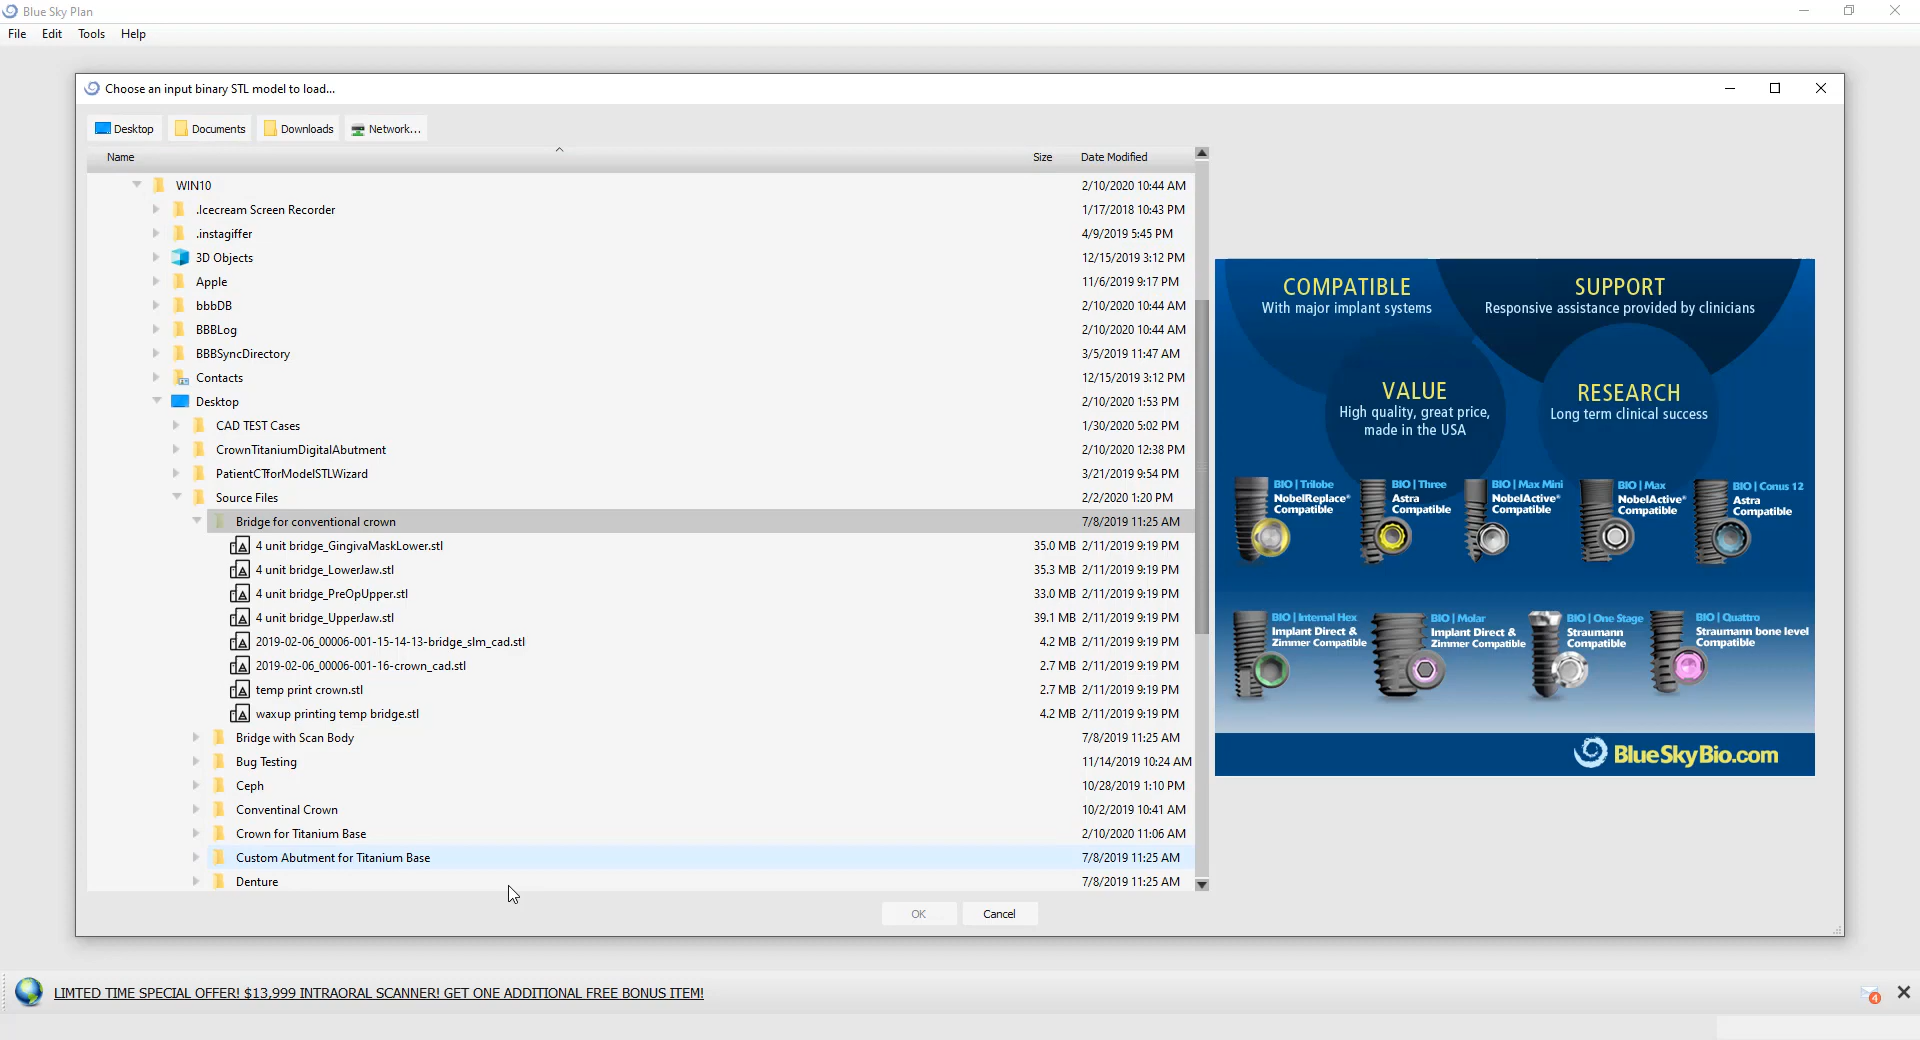 Blue Sky Plan
File Edit Tools Help
Choose an input binary STL model to load...
Desktop Documents Downloads Network...
Name Size Date Modified
WIN10 2/10/2020 10:44 AM
.Icecream Screen Recorder 1/17/2018 10:43 PM
.instagiffer 4/9/2019 5:45 PM
3D Objects 12/15/2019 3:12 PM
Apple 11/6/2019 9:17 PM
bbbDB 2/10/2020 10:44 AM
BBBLog 2/10/2020 10:44 AM
BBBSyncDirectory 3/5/2019 11:47 AM
Contacts 12/15/2019 3:12 PM
Desktop 2/10/2020 1:53 PM
CAD TEST Cases 1/30/2020 5:02 PM
CrownTitaniumDigitalAbutment 2/10/2020 12:38 PM
PatientCTforModelSTLWizard 3/21/2019 9:54 PM
Source Files 2/2/2020 1:20 PM
Bridge for conventional crown 7/8/2019 11:25 AM
4 unit bridge_GingivaMaskLower.stl 35.0 MB 2/11/2019 9:19 PM
4 unit bridge_LowerJaw.stl 35.3 MB 2/11/2019 9:19 PM
4 unit bridge_PreOpUpper.stl 33.0 MB 2/11/2019 9:19 PM
4 unit bridge_UpperJaw.stl 39.1 MB 2/11/2019 9:19 PM
2019-02-06_00006-001-15-14-13-bridge_slm_cad.stl 4.2 MB 2/11/2019 9:19 PM
2019-02-06_00006-001-16-crown_cad.stl 2.7 MB 2/11/2019 9:19 PM
temp print crown.stl 2.7 MB 2/11/2019 9:19 PM
waxup printing temp bridge.stl 4.2 MB 2/11/2019 9:19 PM
Bridge with Scan Body 7/8/2019 11:25 AM
Bug Testing 11/14/2019 10:24 AM
Ceph 10/28/2019 1:10 PM
Conventinal Crown 10/2/2019 10:41 AM
Crown for Titanium Base 2/10/2020 11:06 AM
Custom Abutment for Titanium Base 7/8/2019 11:25 AM
Denture 7/8/2019 11:25 AM
OK Cancel
COMPATIBLE
With major implant systems
SUPPORT
Responsive assistance provided by clinicians
VALUE
High quality, great price,
made in the USA
RESEARCH
Long term clinical success
BIO | Trilobe
NobelReplace®
Compatible
BIO | Three
Astra
Compatible
BIO | Max Mini
NobelActive®
Compatible
BIO | Max
NobelActive®
Compatible
BIO | Conus 12
Astra
Compatible
BIO | Internal Hex
Implant Direct &
Zimmer Compatible
BIO | Molar
Implant Direct &
Zimmer Compatible
BIO | One Stage
Straumann
Compatible
BIO | Quattro
Straumann bone level
Compatible
BlueSkyBio.com
LIMTED TIME SPECIAL OFFER! $13,999 INTRAORAL SCANNER! GET ONE ADDITIONAL FREE BONUS ITEM!
4